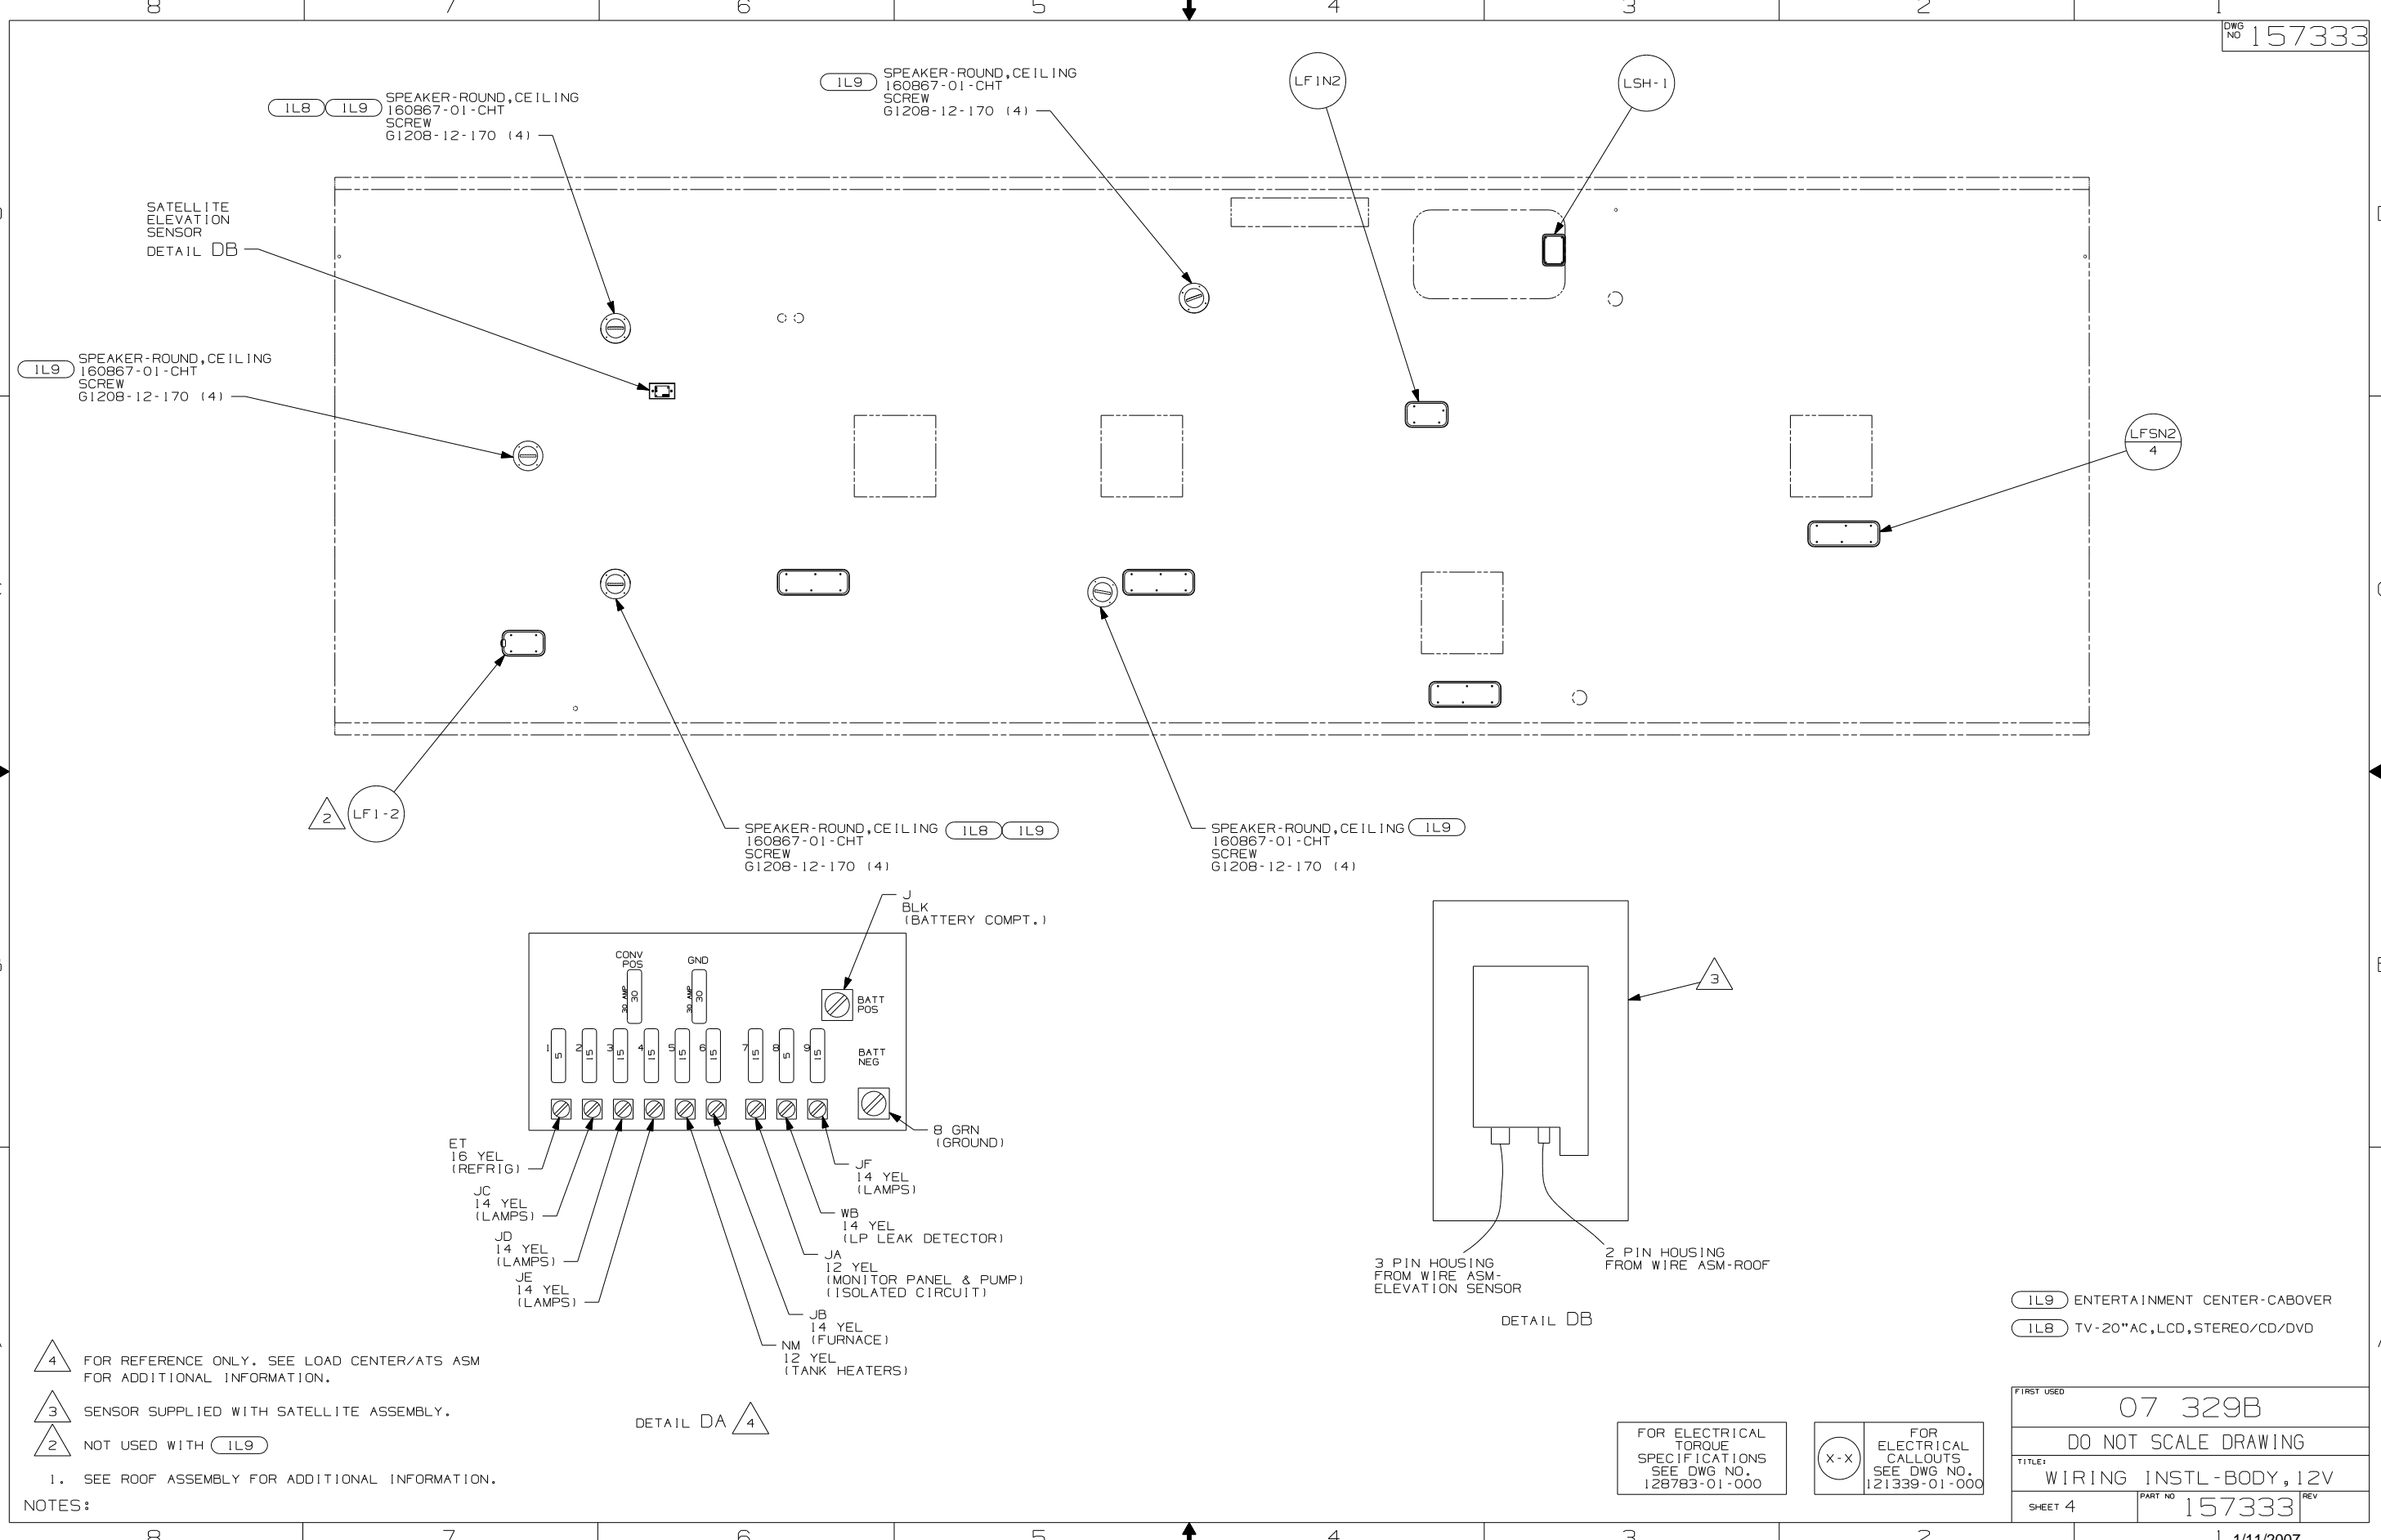 8 7 6 5 4 3 2 1
DWG NO 157333
1L8 1L9 SPEAKER-ROUND,CEILING
160867-01-CHT
SCREW
G1208-12-170 (4)
1L9 SPEAKER-ROUND,CEILING
160867-01-CHT
SCREW
G1208-12-170 (4)
LF1N2
LSH-1
SATELLITE
ELEVATION
SENSOR
DETAIL DB
1L9 SPEAKER-ROUND,CEILING
160867-01-CHT
SCREW
G1208-12-170 (4)
LFSN2
4
2 LF1-2
SPEAKER-ROUND,CEILING 1L8 1L9
160867-01-CHT
SCREW
G1208-12-170 (4)
SPEAKER-ROUND,CEILING 1L9
160867-01-CHT
SCREW
G1208-12-170 (4)
J
BLK
(BATTERY COMPT.)
CONV
POS
GND
30 AMP 30
30 AMP 30
BATT
POS
1 2 3 4 5 6 7 8 9
5 15 15 15 15 15 15 5 15
BATT
NEG
8 GRN
(GROUND)
ET
16 YEL
(REFRIG)
JC
14 YEL
(LAMPS)
JD
14 YEL
(LAMPS)
JE
14 YEL
(LAMPS)
JF
14 YEL
(LAMPS)
WB
14 YEL
(LP LEAK DETECTOR)
JA
12 YEL
(MONITOR PANEL & PUMP)
(ISOLATED CIRCUIT)
JB
14 YEL
(FURNACE)
NM
12 YEL
(TANK HEATERS)
DETAIL DA 4
3
3 PIN HOUSING
FROM WIRE ASM-
ELEVATION SENSOR
2 PIN HOUSING
FROM WIRE ASM-ROOF
DETAIL DB
1L9 ENTERTAINMENT CENTER-CABOVER
1L8 TV-20"AC,LCD,STEREO/CD/DVD
4 FOR REFERENCE ONLY. SEE LOAD CENTER/ATS ASM
FOR ADDITIONAL INFORMATION.
3 SENSOR SUPPLIED WITH SATELLITE ASSEMBLY.
2 NOT USED WITH 1L9
1. SEE ROOF ASSEMBLY FOR ADDITIONAL INFORMATION.
NOTES:
FOR ELECTRICAL
TORQUE
SPECIFICATIONS
SEE DWG NO.
128783-01-000
X-X
FOR
ELECTRICAL
CALLOUTS
SEE DWG NO.
121339-01-000
FIRST USED
07 329B
DO NOT SCALE DRAWING
TITLE:
WIRING INSTL-BODY,12V
SHEET 4
PART NO 157333 REV
8 7 6 5 4 3 2 1
1/11/2007